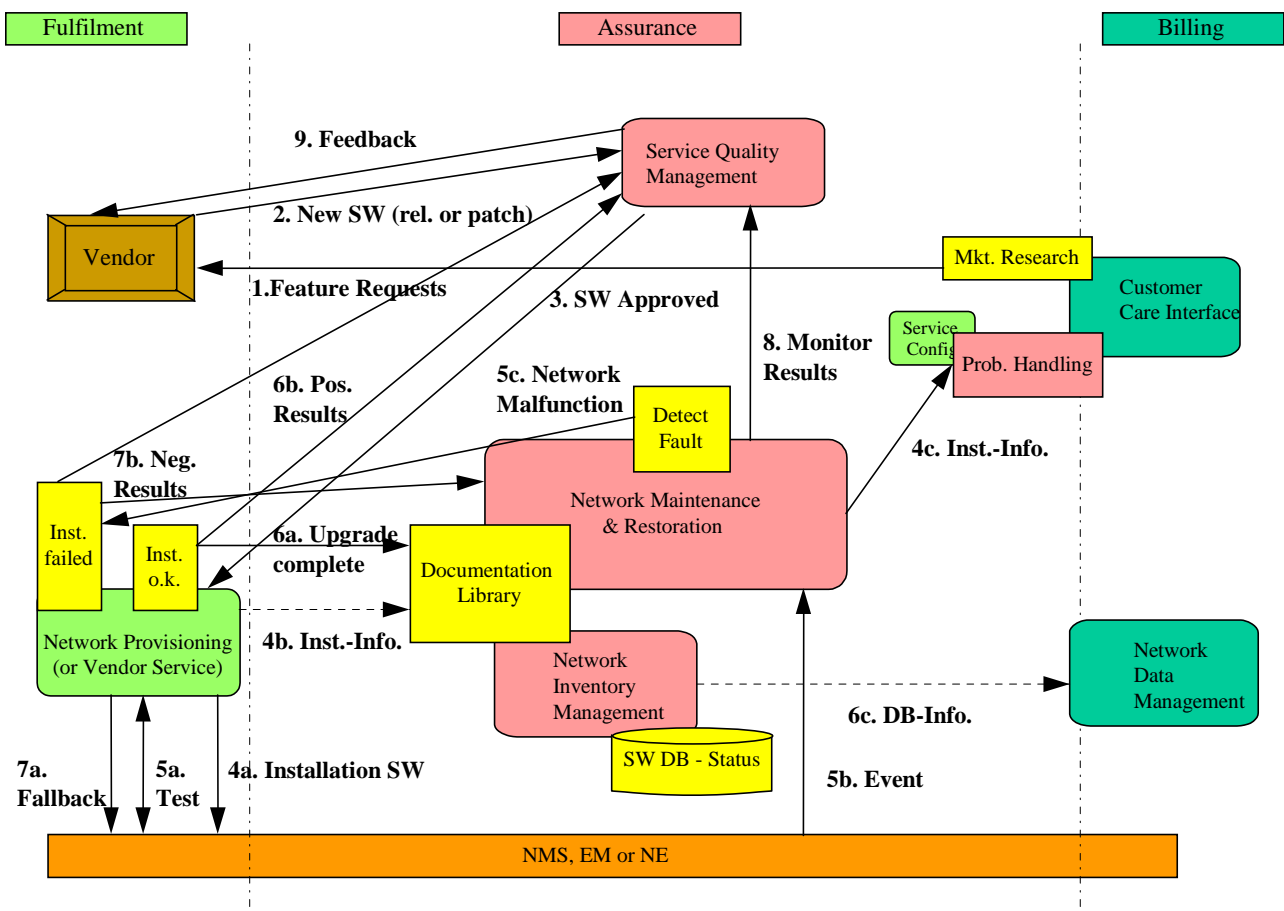 Fulfilment
Assurance
Billing
9. Feedback
Service Quality
Management
2. New SW (rel. or patch)
Vendor
Mkt. Research
1.Feature Requests
3. SW Approved
Customer
Care Interface
Service
Config
8. Monitor
Results
Prob. Handling
6b. Pos.
Results
5c. Network
Malfunction
Detect
Fault
4c. Inst.-Info.
7b. Neg.
Results
Network Maintenance
& Restoration
Inst.
failed
Inst.
o.k.
6a. Upgrade
complete
Documentation
Library
4b. Inst.-Info.
Network Provisioning
(or Vendor Service)
Network
Inventory
Management
Network
Data
Management
6c. DB-Info.
SW DB - Status
7a.
Fallback
5a.
Test
4a. Installation SW
5b. Event
NMS, EM or NE